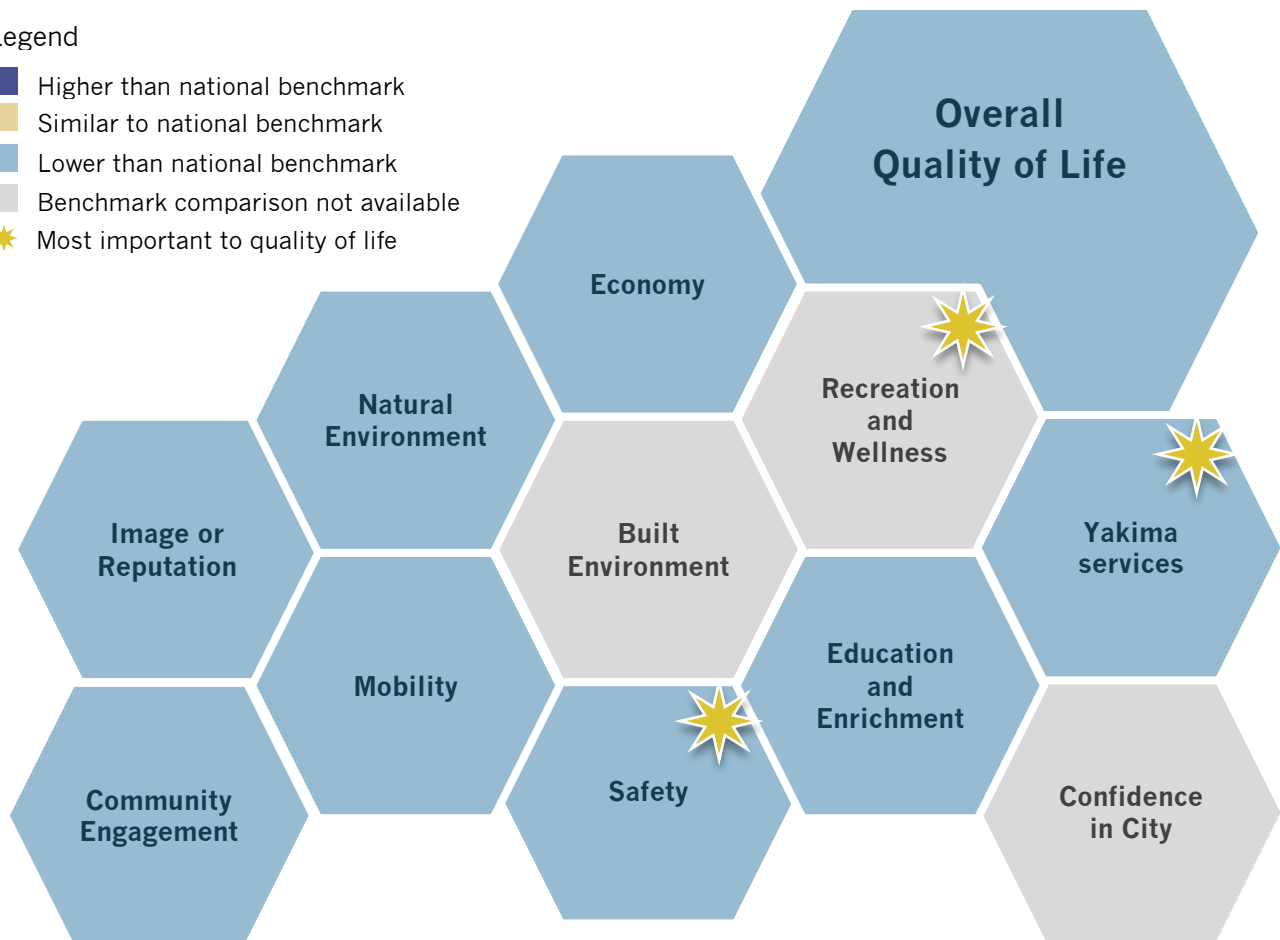 Legend
Higher than national benchmark
Similar to national benchmark
Lower than national benchmark
Benchmark comparison not available
Most important to quality of life
Overall
Quality of Life
Economy
Natural
Environment
Recreation
and
Wellness
Image or
Reputation
Built
Environment
Yakima
services
Mobility
Education
and
Enrichment
Community
Engagement
Safety
Confidence
in City